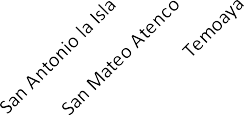 San Antonio la Isla
San Mateo Atenco
Temoaya